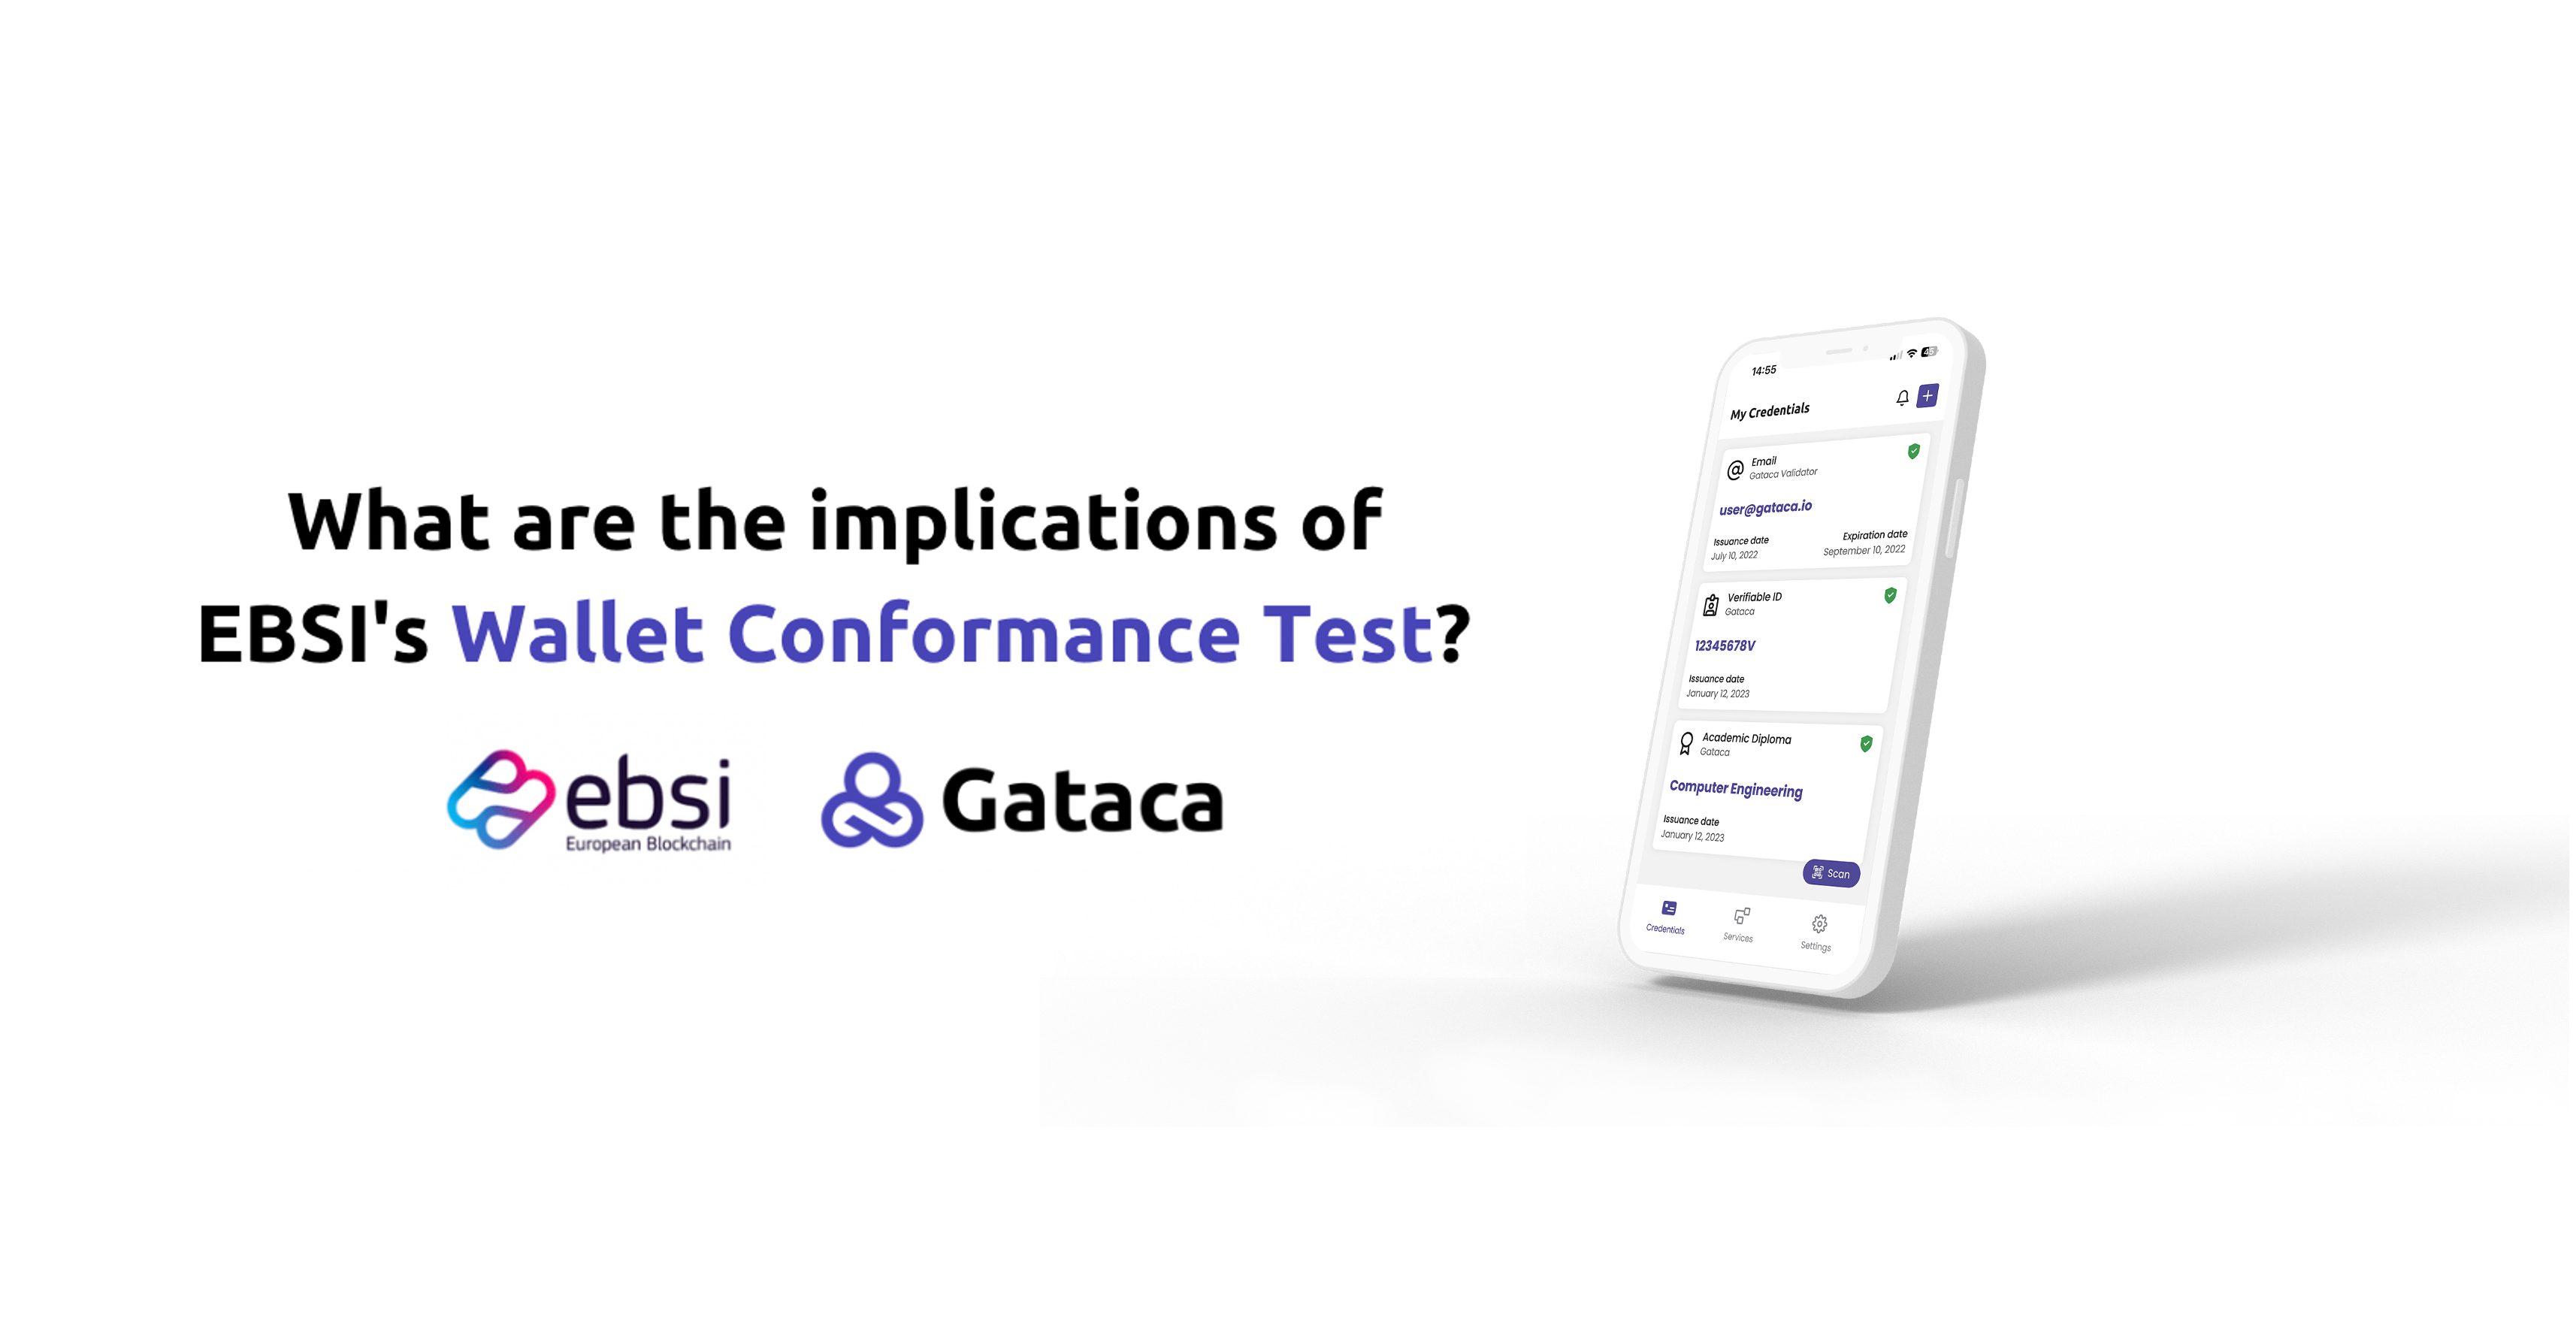 What are the implications of
EBSI's Wallet Conformance Test?
ebsi
European Blockchain
Gataca
14:55
45
My Credentials
Email
Gataca Validator
user@gataca.io
Issuance date
Expiration date
July 10, 2022
September 10, 2022
Verifiable ID
Gataca
12345678V
Issuance date
January 12, 2023
Academic Diploma
Gataca
Computer Engineering
Issuance date
January 12, 2023
Scan
Credentials
Services
Settings